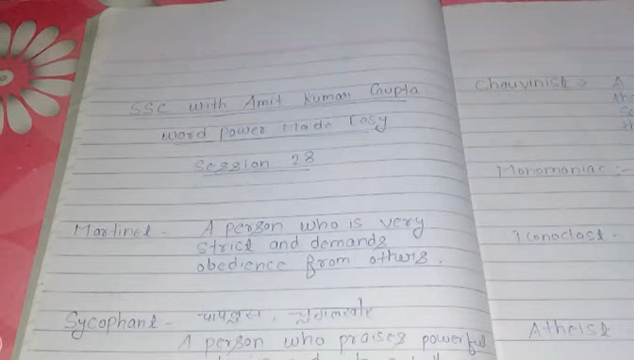 SSC with Amit Kumar Gupta
Word Power Made Easy
Session 28
Martinet - A person who is very
strict and demands
obedience from others.
Sycophant - चापलूस, चुगलखोर
A person who praises powerful
Chauvinist → A
Monomaniac :-
Iconoclast -
Atheist